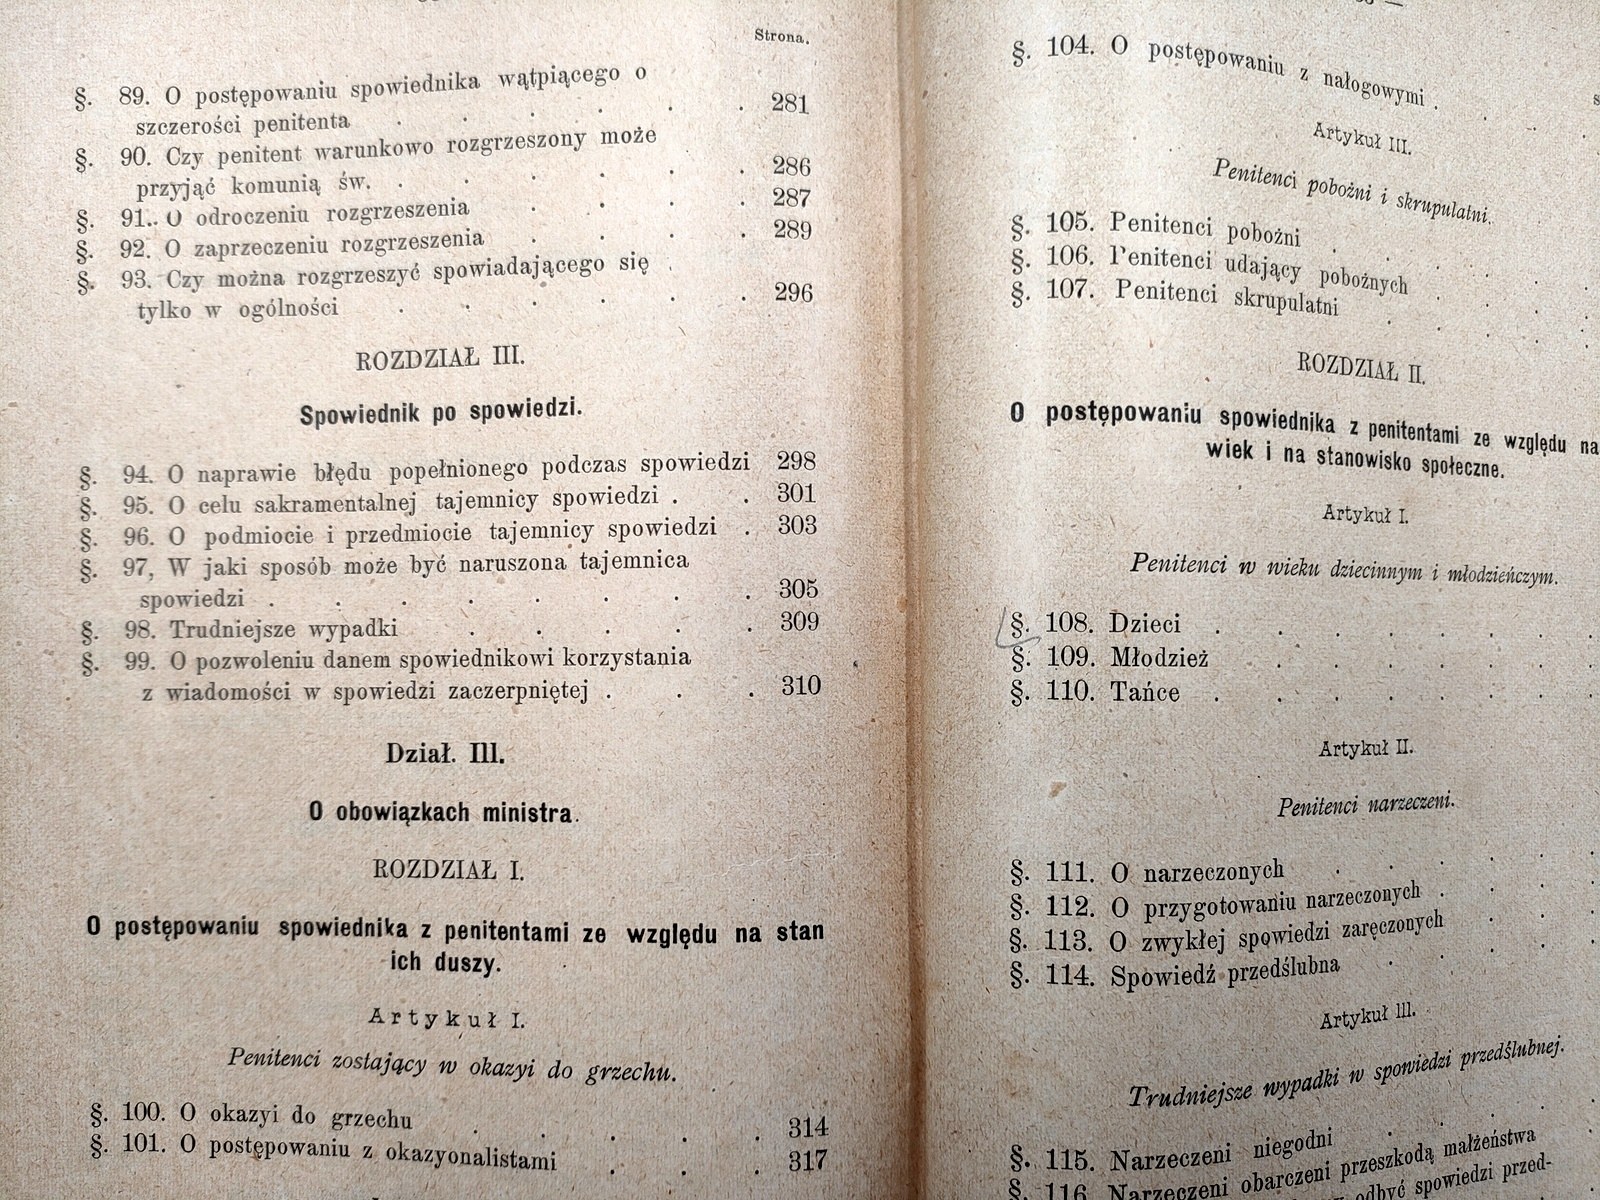 Strona.
§. 89. O postępowaniu spowiednika wątpiącego o
szczerości penitenta . . . . . . 281
§. 90. Czy penitent warunkowo rozgrzeszony może
przyjąć komunią św. . . . . . . 286
§. 91.. O odroczeniu rozgrzeszenia . . . . 287
§. 92. O zaprzeczeniu rozgrzeszenia . . . . 289
§. 93. Czy można rozgrzeszyć spowiadającego się
tylko w ogólności . . . . . . 296
ROZDZIAŁ III.
Spowiednik po spowiedzi.
§. 94. O naprawie błędu popełnionego podczas spowiedzi 298
§. 95. O celu sakramentalnej tajemnicy spowiedzi . . 301
§. 96. O podmiocie i przedmiocie tajemnicy spowiedzi . 303
§. 97, W jaki sposób może być naruszona tajemnica
spowiedzi . . . . . . . . 305
§. 98. Trudniejsze wypadki . . . . . 309
§. 99. O pozwoleniu danem spowiednikowi korzystania
z wiadomości w spowiedzi zaczerpniętej . . . 310
Dział. III.
O obowiązkach ministra.
ROZDZIAŁ I.
O postępowaniu spowiednika z penitentami ze względu na stan
ich duszy.
Artykuł I.
Penitenci zostający w okazyi do grzechu.
§. 100. O okazyi do grzechu . . . . . 314
§. 101. O postępowaniu z okazyonalistami . . . 317
§. 104. O postępowaniu z nałogowymi .
Artykuł III.
Penitenci pobożni i skrupulatni.
§. 105. Penitenci pobożni .
§. 106. Penitenci udający pobożnych .
§. 107. Penitenci skrupulatni .
ROZDZIAŁ II.
O postępowaniu spowiednika z penitentami ze względu na
wiek i na stanowisko społeczne.
Artykuł I.
Penitenci w wieku dziecinnym i młodzieńczym.
§. 108. Dzieci . . . . . . .
§. 109. Młodzież . . . . . .
§. 110. Tańce . . . . . . .
Artykuł II.
Penitenci narzeczeni.
§. 111. O narzeczonych . . . . .
§. 112. O przygotowaniu narzeczonych . . . .
§. 113. O zwykłej spowiedzi zaręczonych . . .
§. 114. Spowiedź przedślubna . . . .
Artykuł III.
Trudniejsze wypadki w spowiedzi przedślubnej.
§. 115. Narzeczeni niegodni . . . .
§. 116. Narzeczeni obarczeni przeszkodą małżeństwa
odbyć spowiedzi przed-